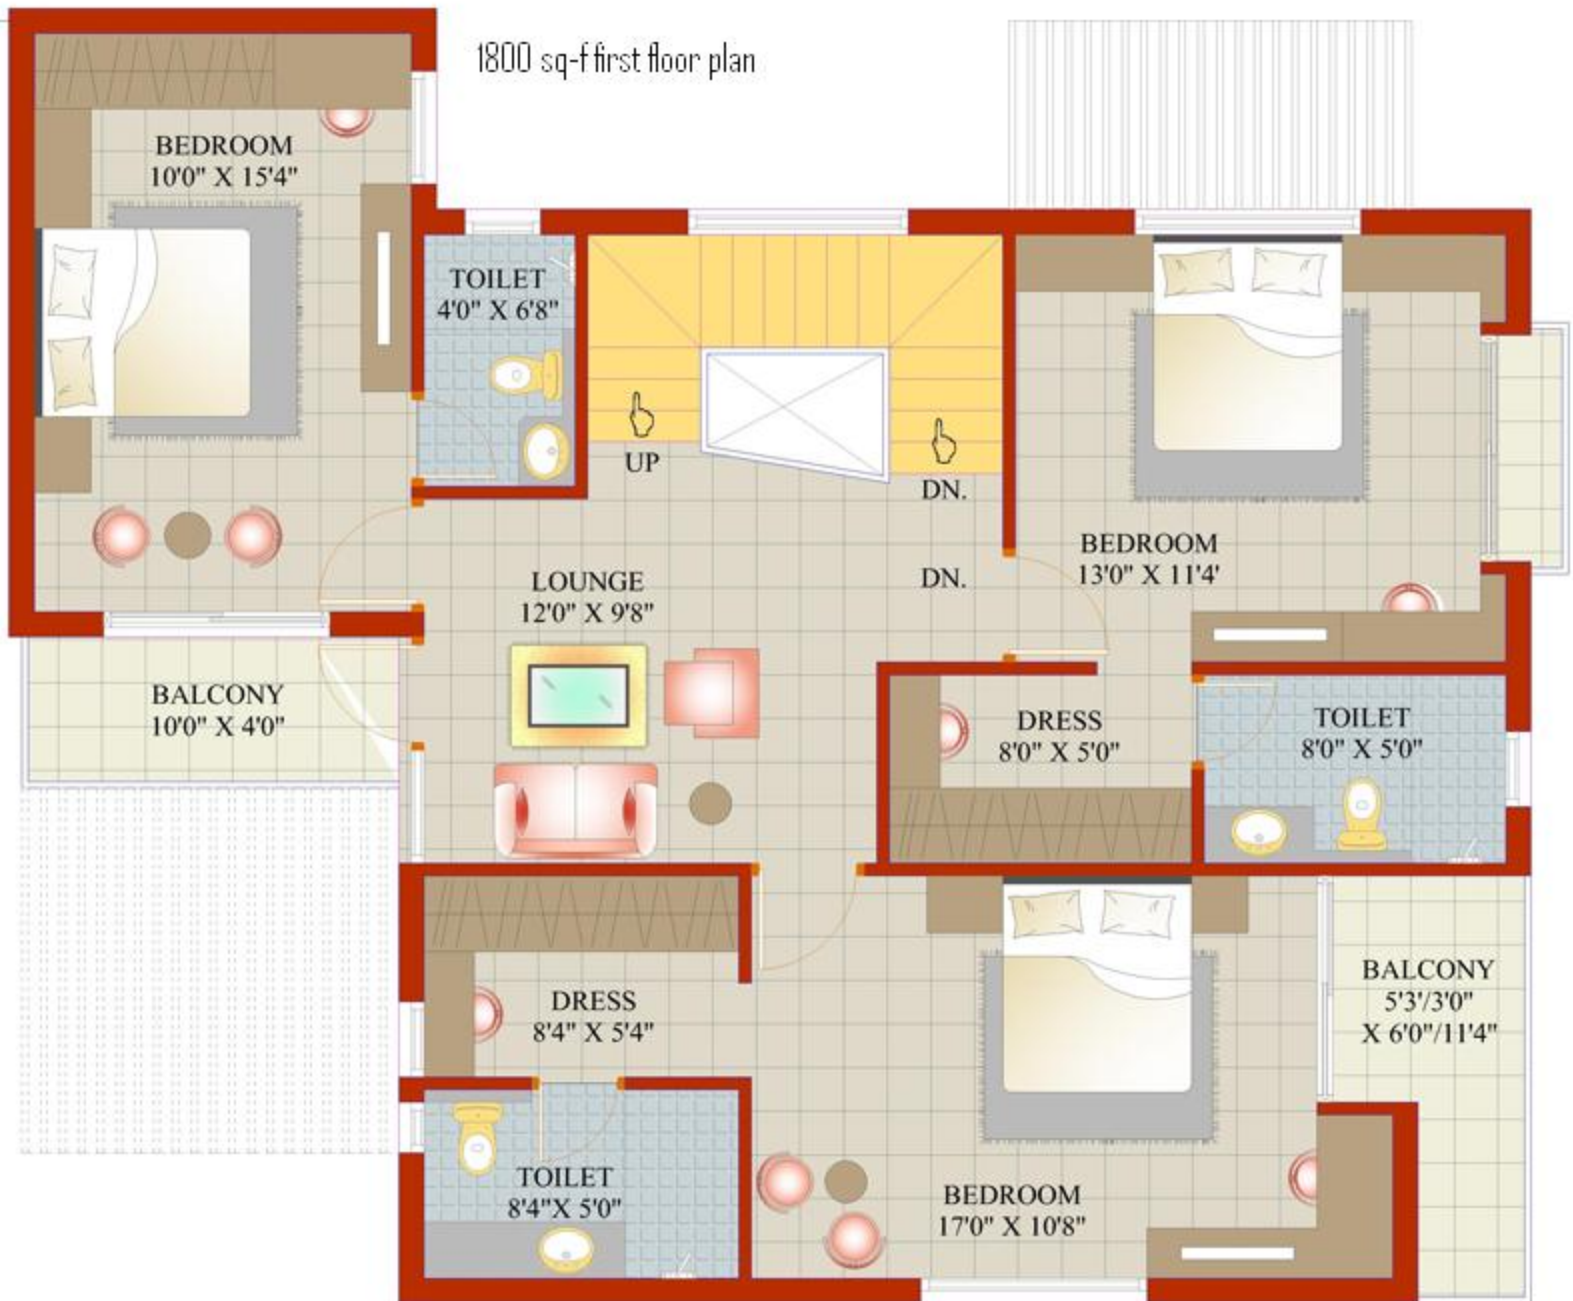 1800 sq-f first floor plan
BEDROOM
10'0" X 15'4"
TOILET
4'0" X 6'8"
UP
DN.
DN.
BEDROOM
13'0" X 11'4'
LOUNGE
12'0" X 9'8"
BALCONY
10'0" X 4'0"
DRESS
8'0" X 5'0"
TOILET
8'0" X 5'0"
DRESS
8'4" X 5'4"
BALCONY
5'3'/3'0"
X 6'0"/11'4"
TOILET
8'4"X 5'0"
BEDROOM
17'0" X 10'8"